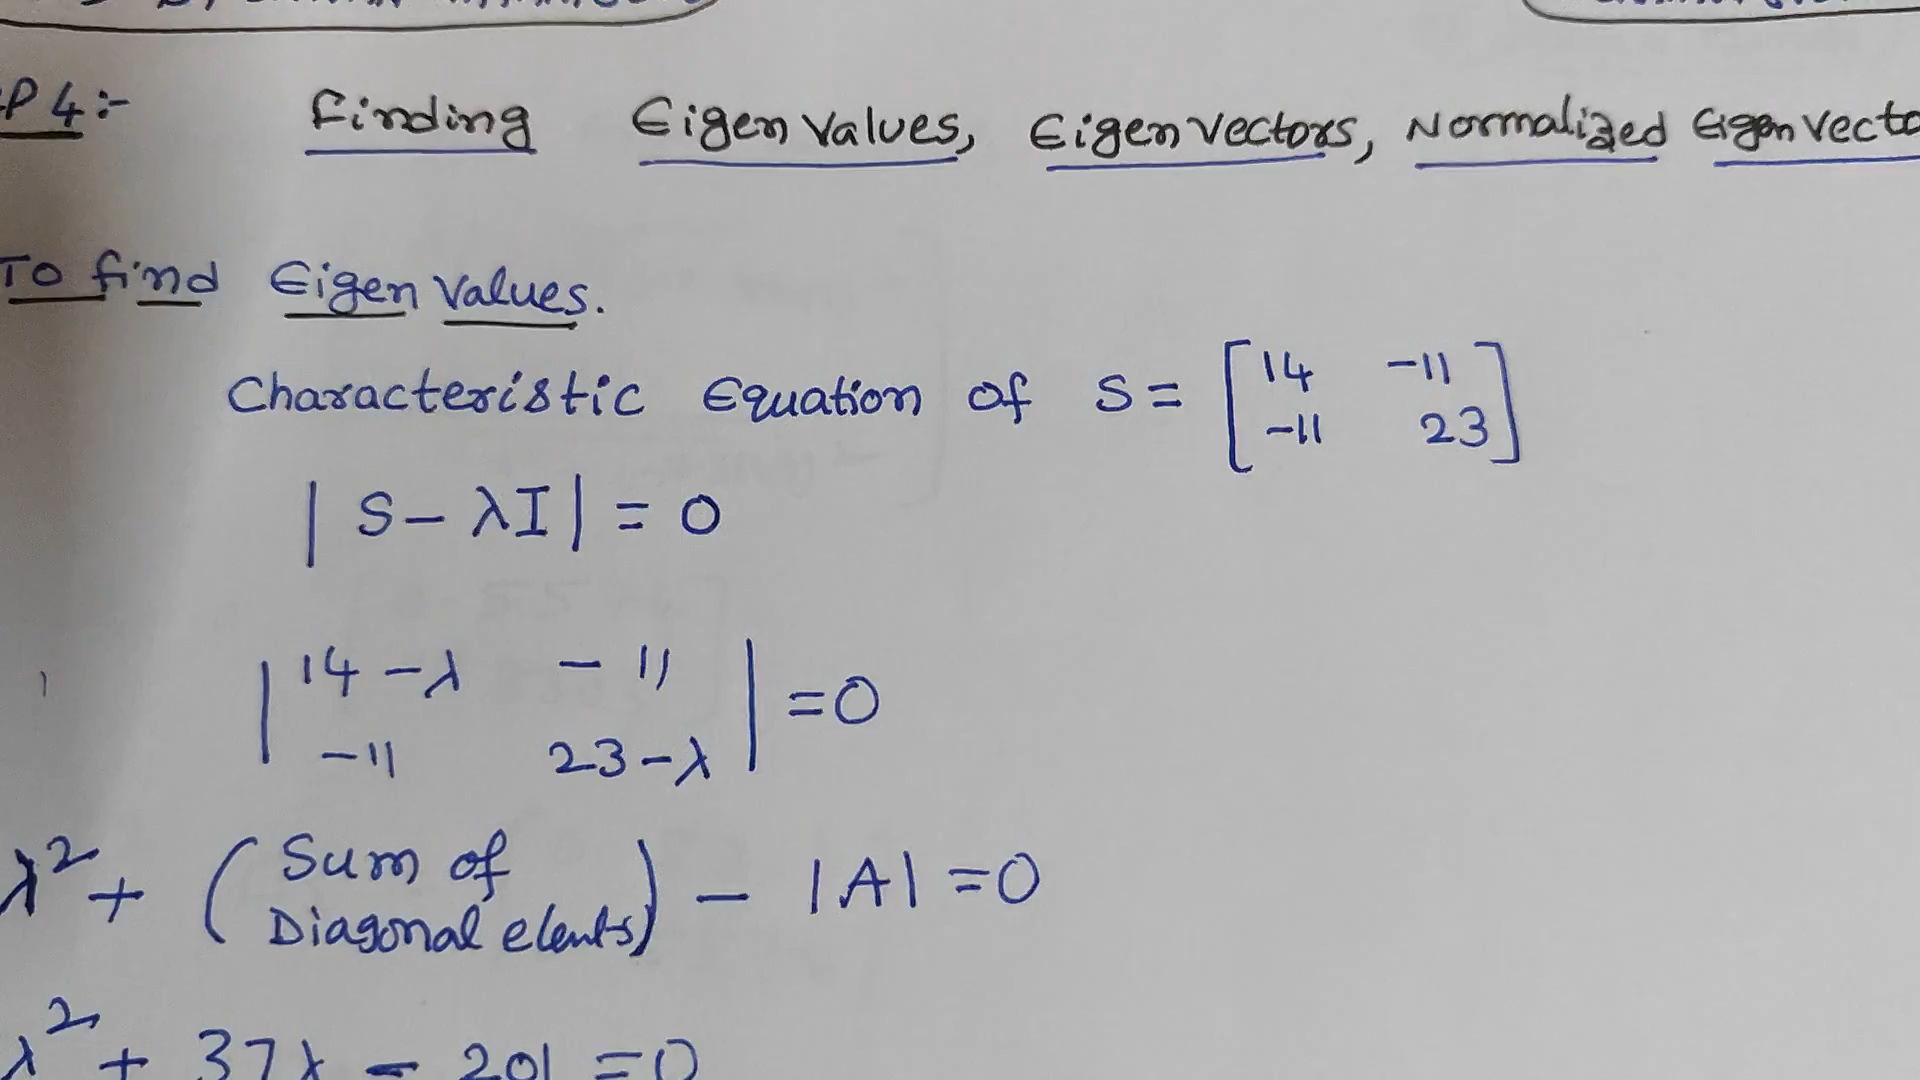 P4:- Finding Eigen Values, Eigen Vectors, Normalized Eigen Vecto
To find Eigen Values.
Characteristic Equation of S = [14 -11
-11 23]
| S - λI | = 0
| 14 - λ - 11 | = 0
-11 23 - λ
λ² + (Sum of Diagonal elents) - |A| = 0
λ² + 37λ - 201 = 0